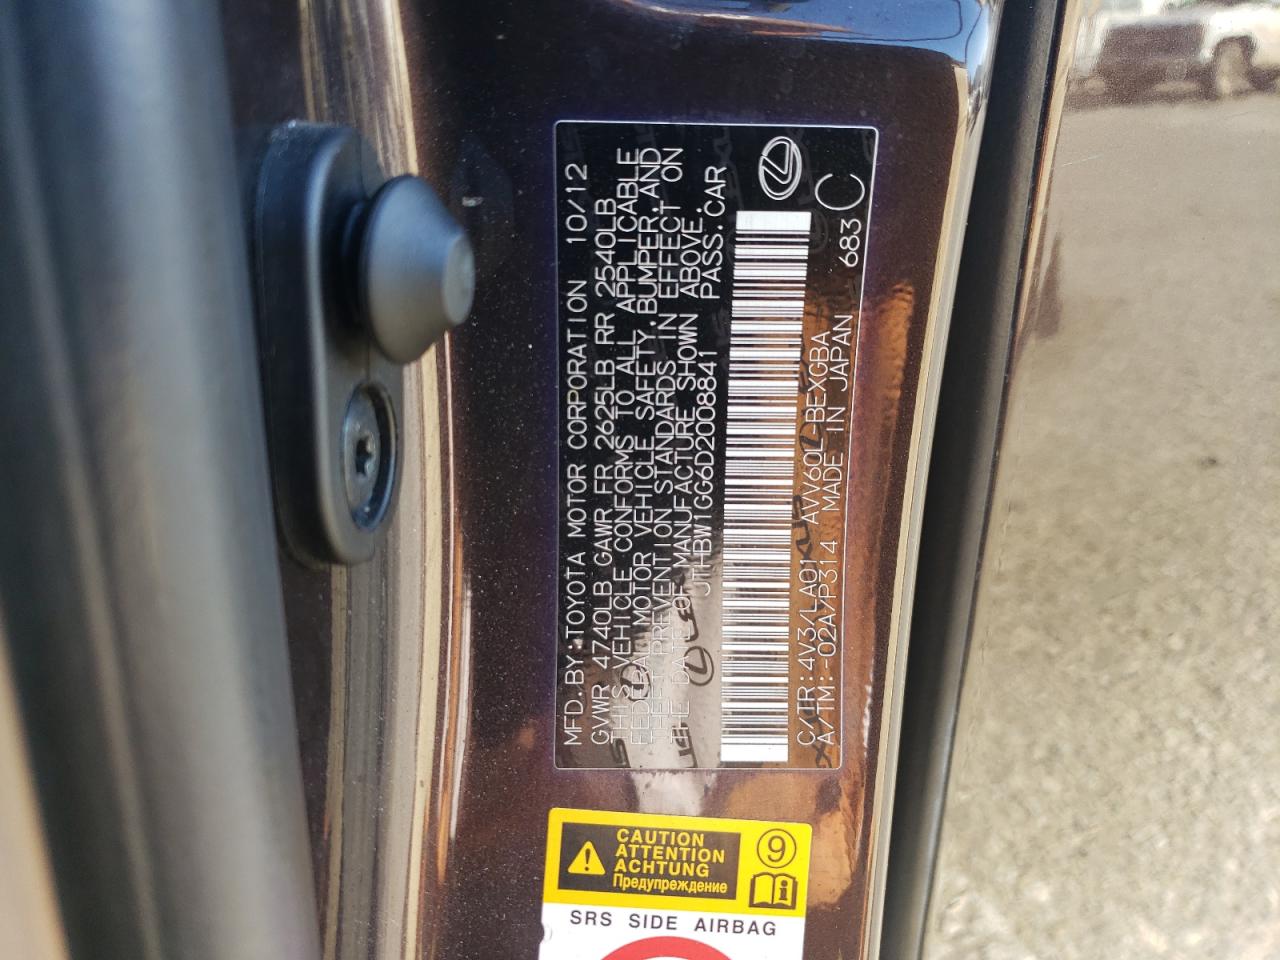 MFD.BY:TOYOTA MOTOR CORPORATION 10/12
GVWR 4740LB GAWR FR 2625LB RR 2540LB
THIS VEHICLE CONFORMS TO ALL APPLICABLE
FEDERAL MOTOR VEHICLE SAFETY,BUMPER,AND
THEFT PREVENTION STANDARDS IN EFFECT ON
THE DATE OF MANUFACTURE SHOWN ABOVE.
JTHBW1GG6D2008841 PASS.CAR
C/TR:4V3/LA01 AVV60L-BEXGBA 683 C
A/TM:-02A/P314 MADE IN JAPAN
CAUTION
ATTENTION
ACHTUNG
Предупреждение
9
i
SRS SIDE AIRBAG